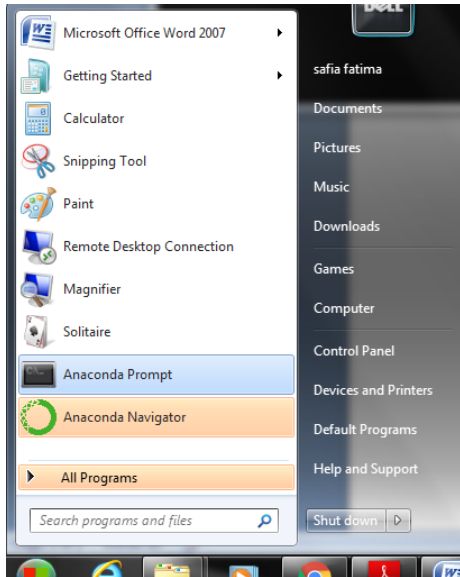 Microsoft Office Word 2007
Getting Started
Calculator
Snipping Tool
Paint
Remote Desktop Connection
Magnifier
Solitaire
Anaconda Prompt
Anaconda Navigator
All Programs
Search programs and files
DELL
safia fatima
Documents
Pictures
Music
Downloads
Games
Computer
Control Panel
Devices and Printers
Default Programs
Help and Support
Shut down